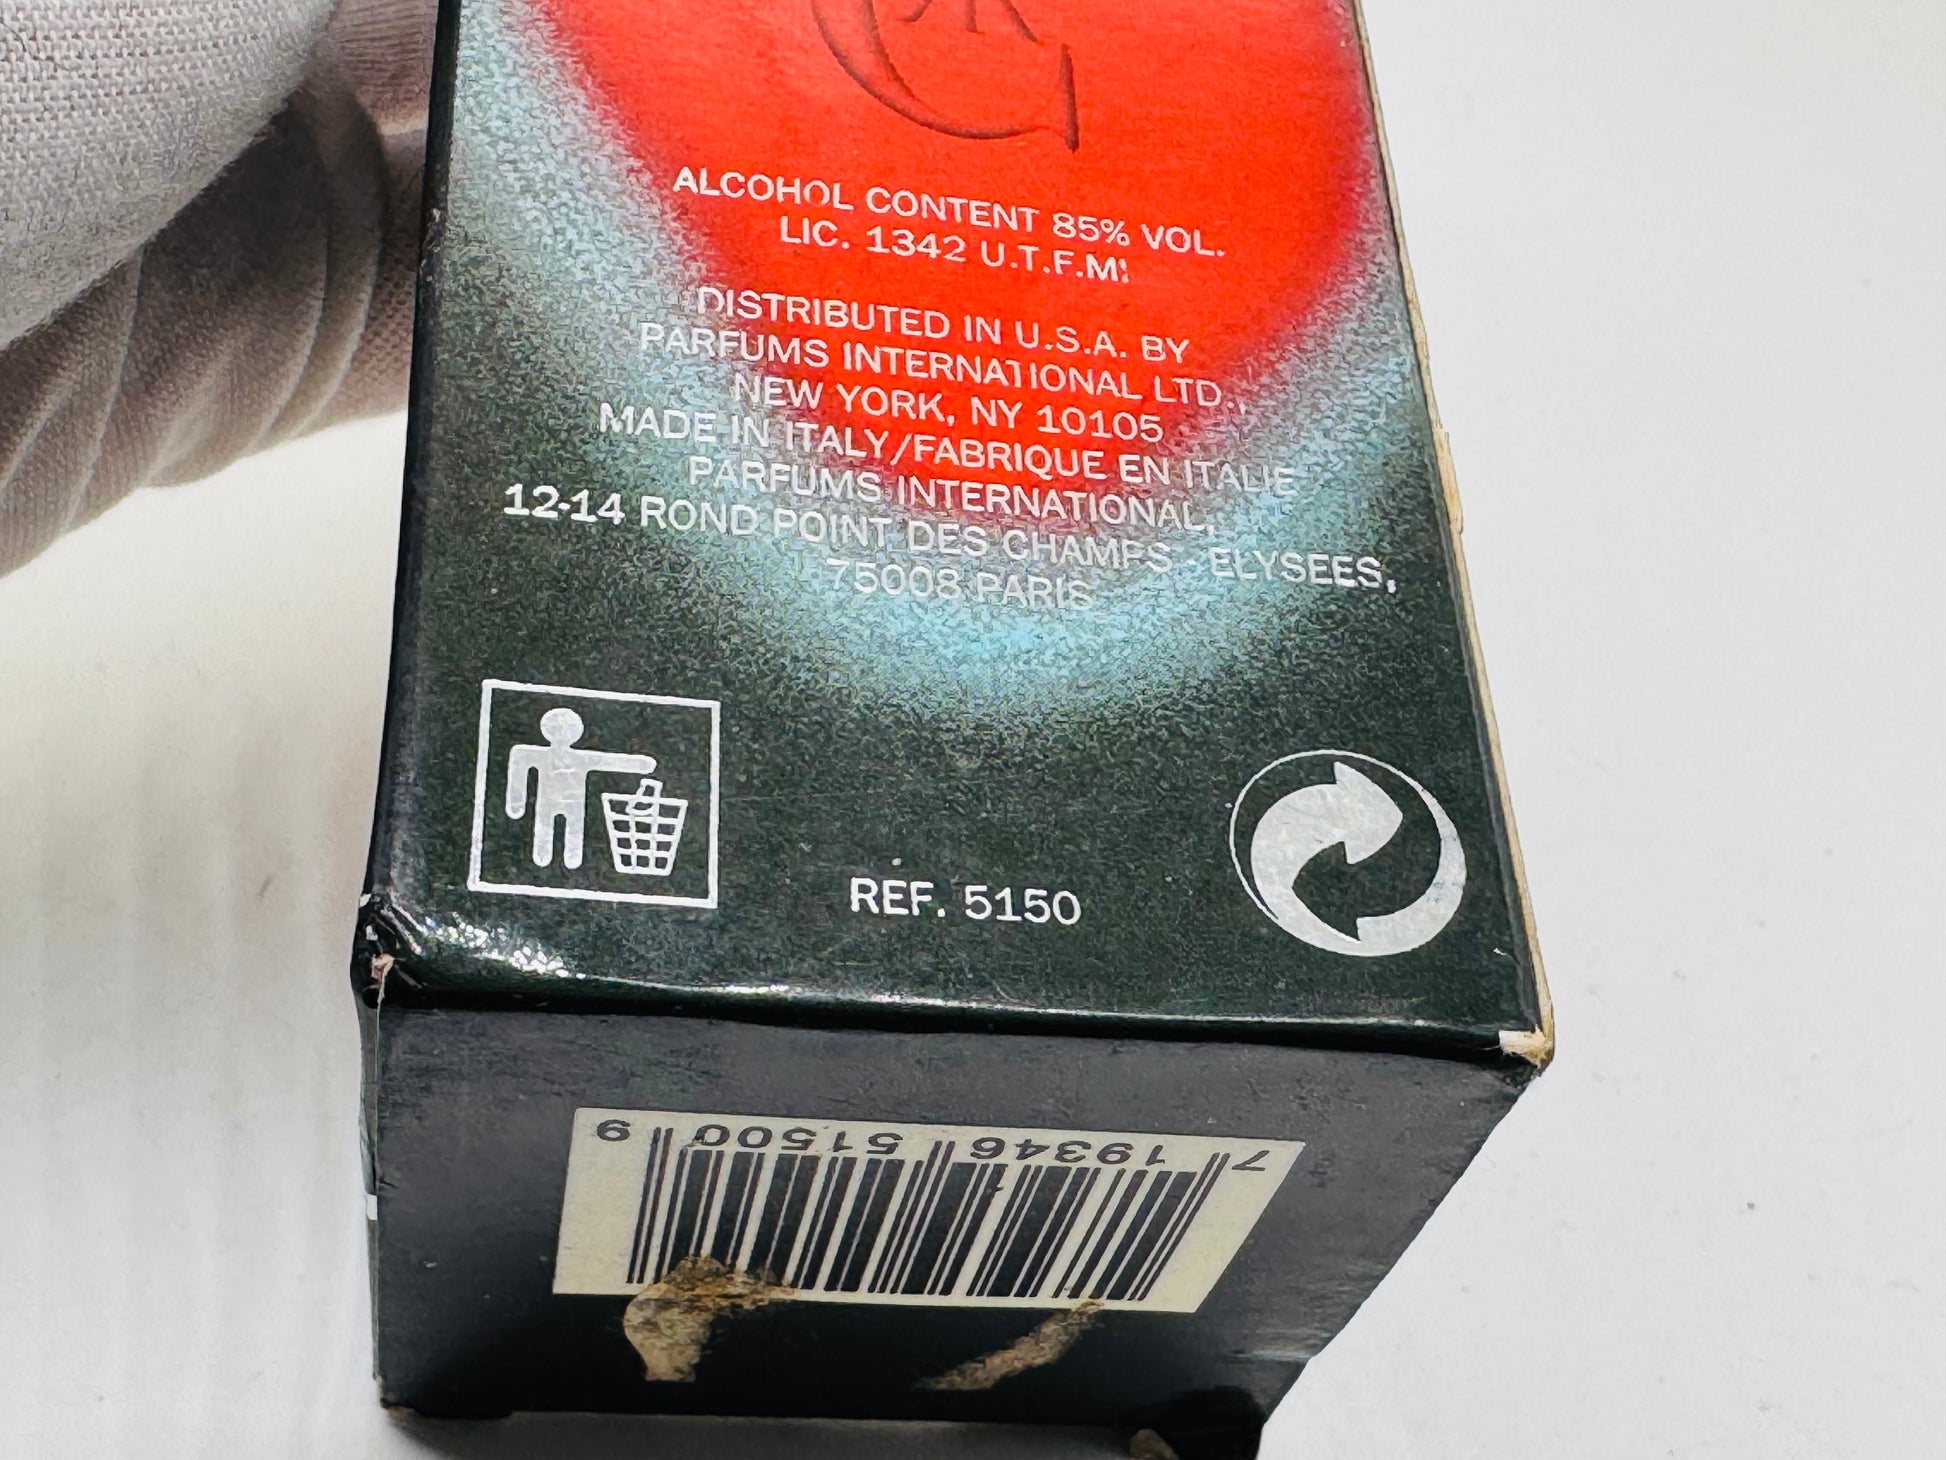 ALCOHOL CONTENT 85% VOL.
LIC. 1342 U.T.F.M.
DISTRIBUTED IN U.S.A. BY
PARFUMS INTERNATIONAL LTD.,
NEW YORK, NY 10105
MADE IN ITALY/FABRIQUE EN ITALIE
PARFUMS INTERNATIONAL,
12-14 ROND POINT DES CHAMPS - ELYSEES,
75008 PARIS
REF. 5150
7 19346 51500 9